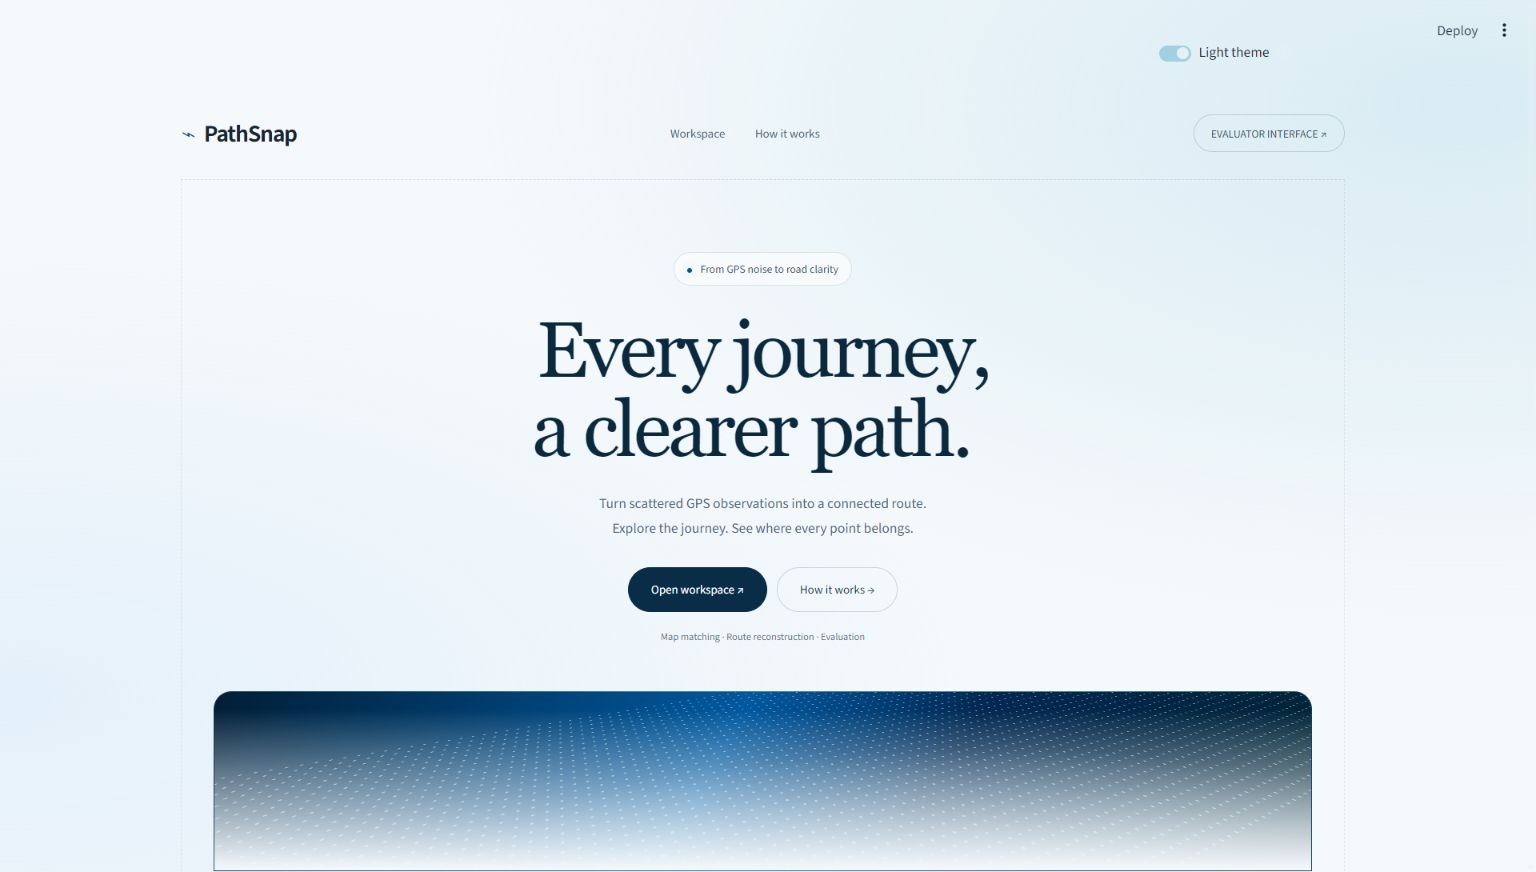 Deploy
Light theme
PathSnap
Workspace
How it works
EVALUATOR INTERFACE ↗
From GPS noise to road clarity
Every journey,
a clearer path.
Turn scattered GPS observations into a connected route.
Explore the journey. See where every point belongs.
Open workspace ↗
How it works →
Map matching · Route reconstruction · Evaluation